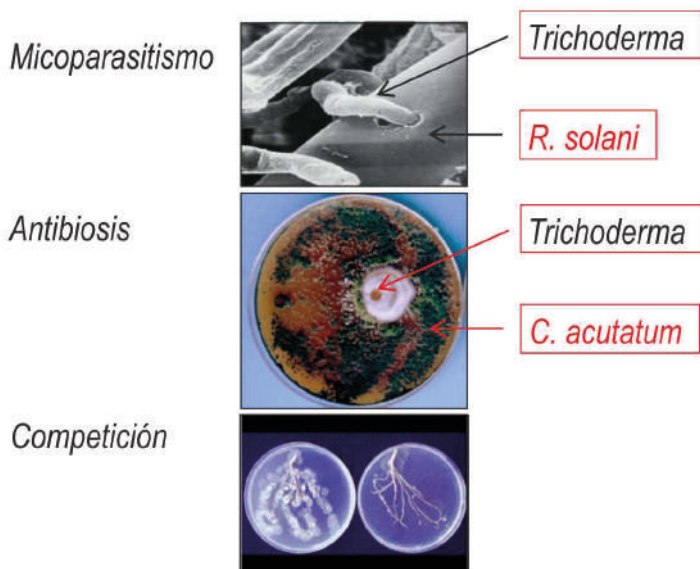 Micoparasitismo
Trichoderma
R. solani
Antibiosis
Trichoderma
C. acutatum
Competición